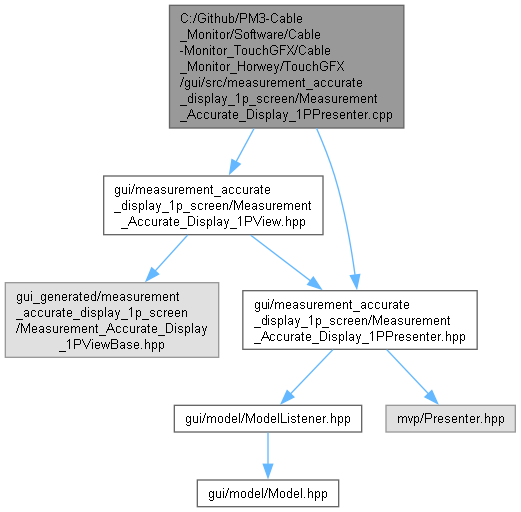 C:/Github/PM3-Cable
_Monitor/Software/Cable
-Monitor_TouchGFX/Cable
_Monitor_Horwey/TouchGFX
/gui/src/measurement_accurate
_display_1p_screen/Measurement
_Accurate_Display_1PPresenter.cpp
gui/measurement_accurate
_display_1p_screen/Measurement
_Accurate_Display_1PView.hpp
gui_generated/measurement
_accurate_display_1p_screen
/Measurement_Accurate_Display
_1PViewBase.hpp
gui/measurement_accurate
_display_1p_screen/Measurement
_Accurate_Display_1PPresenter.hpp
gui/model/ModelListener.hpp
mvp/Presenter.hpp
gui/model/Model.hpp